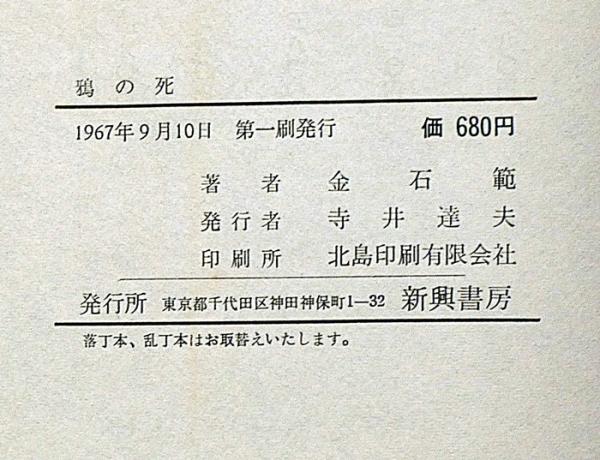 鴉の死
1967年9月10日 第一刷発行 価 680円
著者 金石範
発行者 寺井達夫
印刷所 北島印刷有限会社
発行所 東京都千代田区神田神保町1―32 新興書房
落丁本、乱丁本はお取替えいたします。